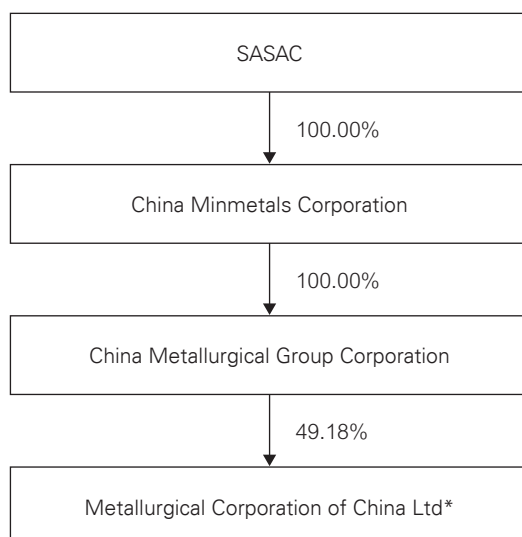 SASAC
100.00%
China Minmetals Corporation
100.00%
China Metallurgical Group Corporation
49.18%
Metallurgical Corporation of China Ltd*